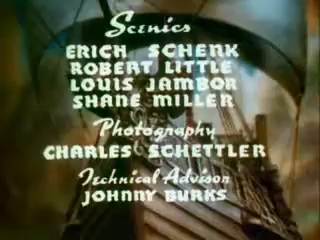 Scenics
ERICH SCHENK
ROBERT LITTLE
LOUIS JAMBOR
SHANE MILLER
Photography
CHARLES SCHETTLER
Technical Advisor
JOHNNY BURKS